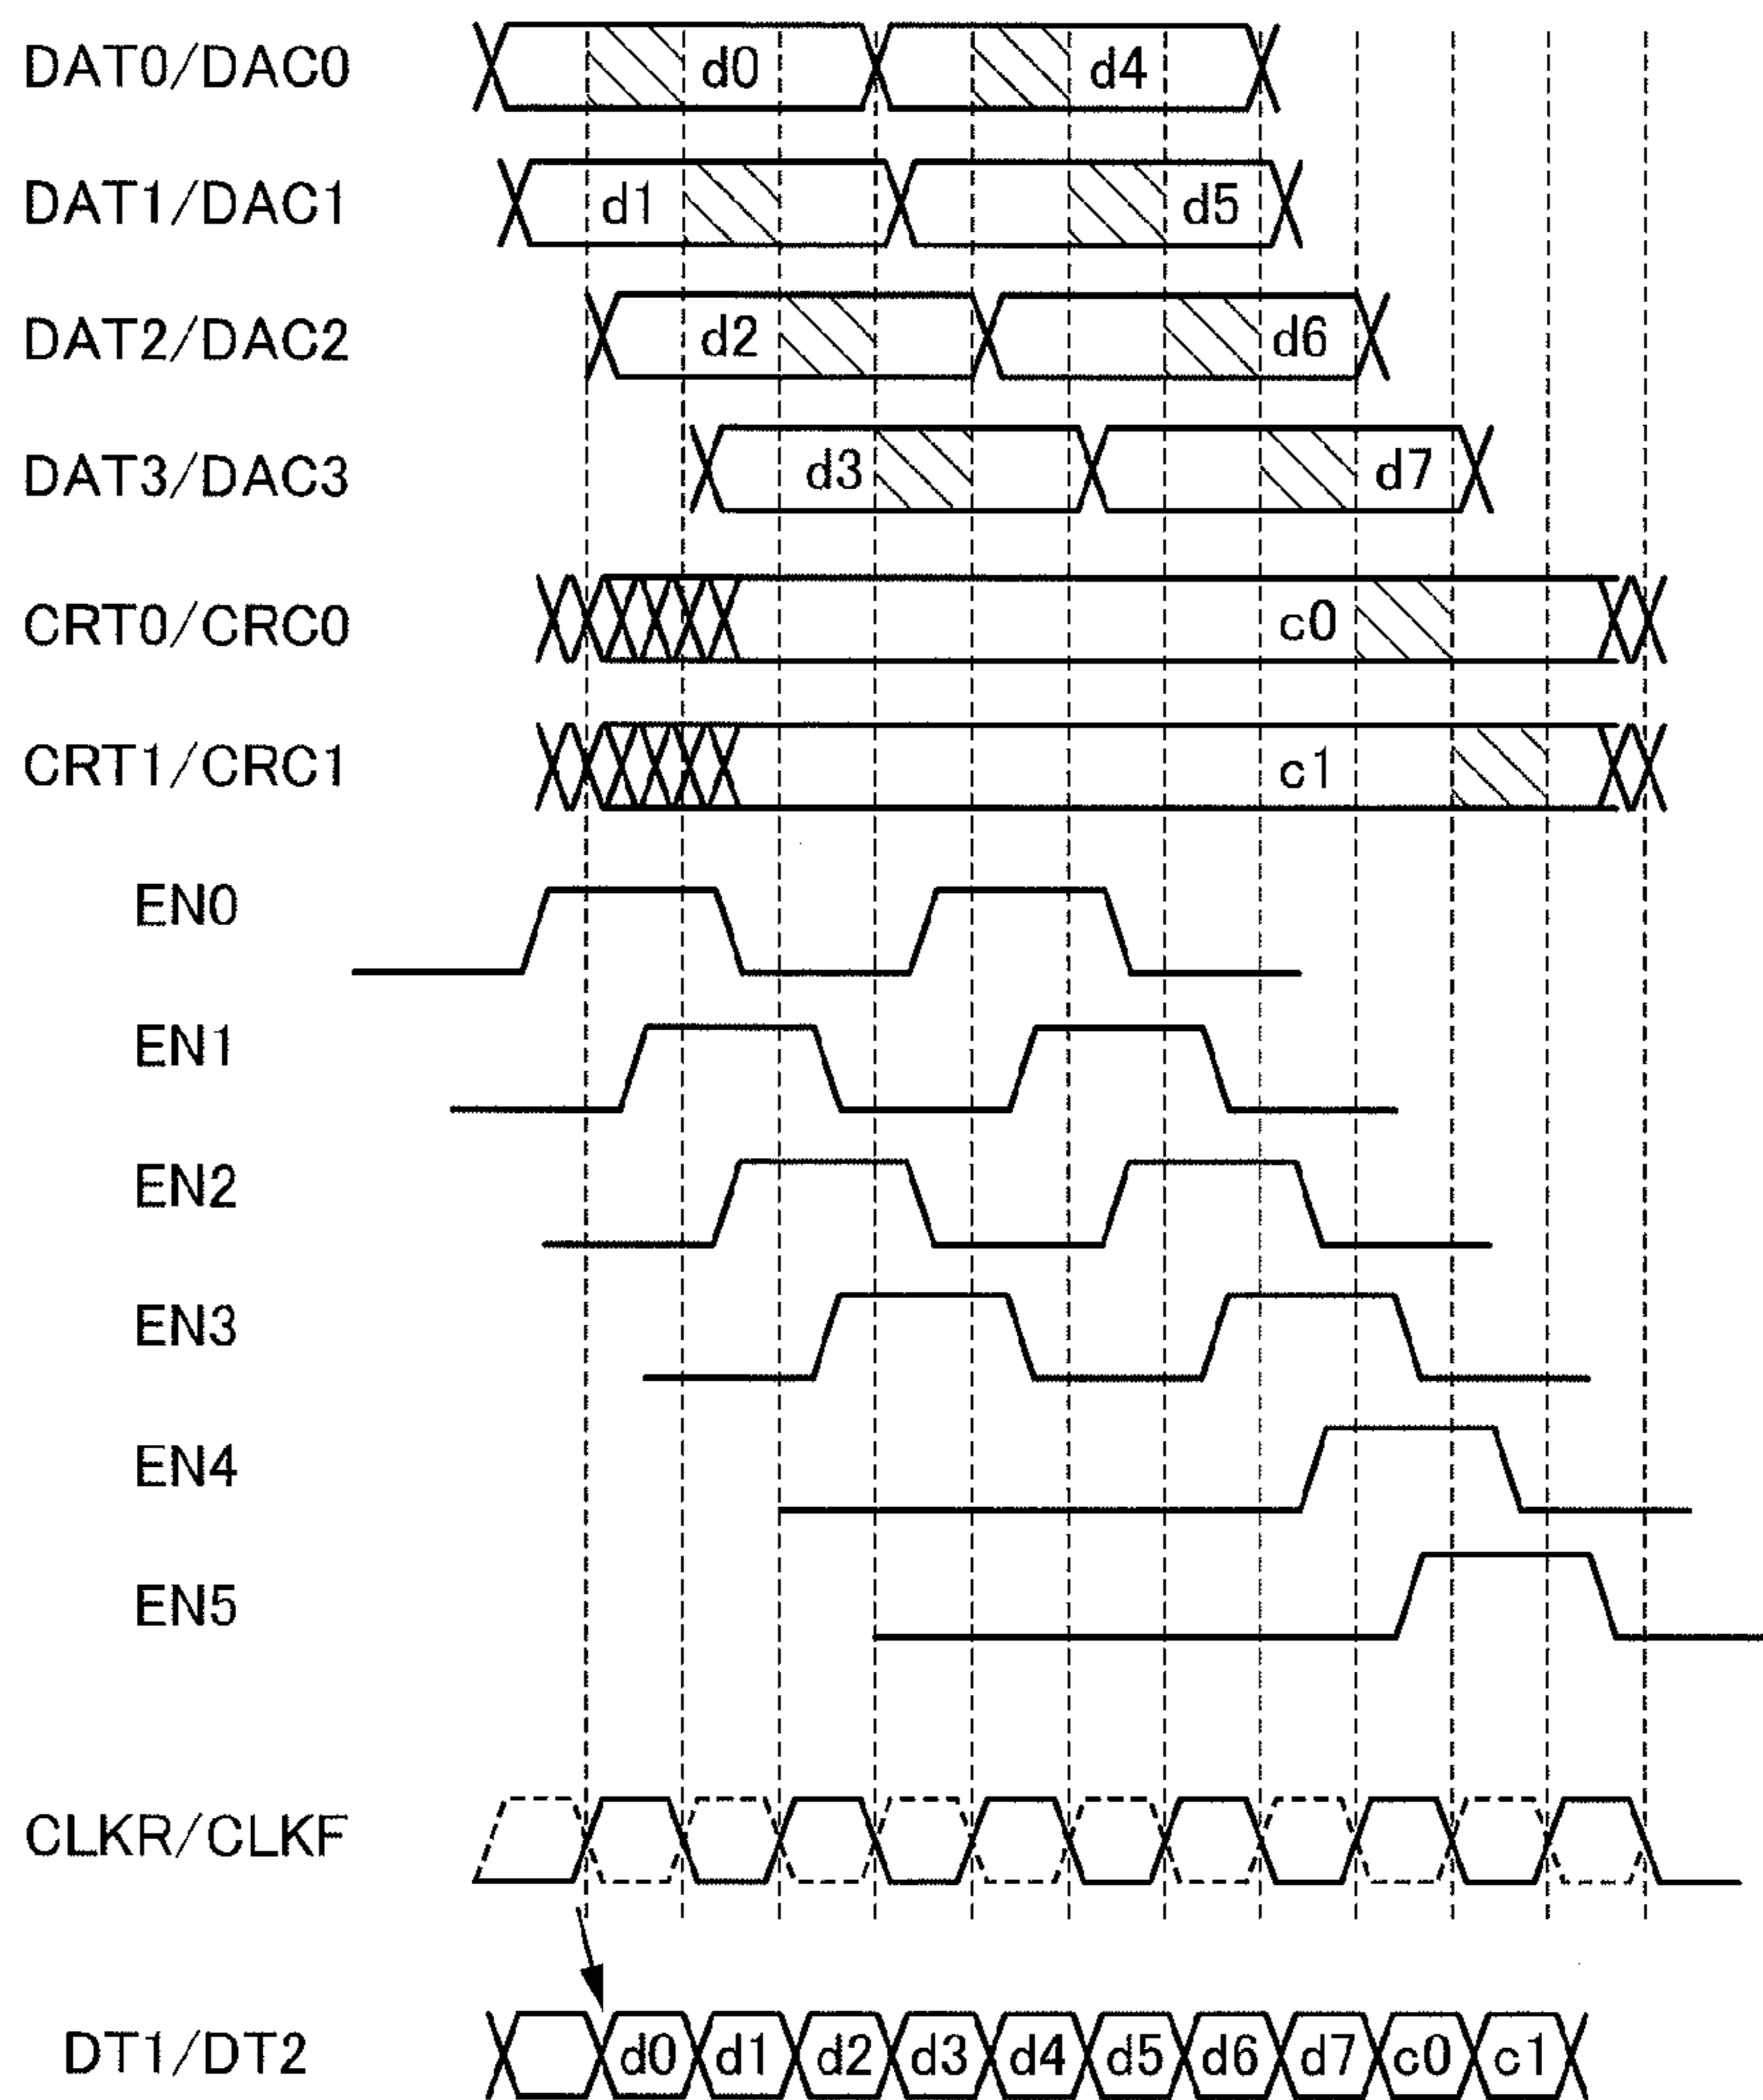 DAT0/DAC0 d0 d4
DAT1/DAC1 d1 d5
DAT2/DAC2 d2 d6
DAT3/DAC3 d3 d7
CRT0/CRC0 c0
CRT1/CRC1 c1
EN0
EN1
EN2
EN3
EN4
EN5
CLKR/CLKF
DT1/DT2 d0 d1 d2 d3 d4 d5 d6 d7 c0 c1